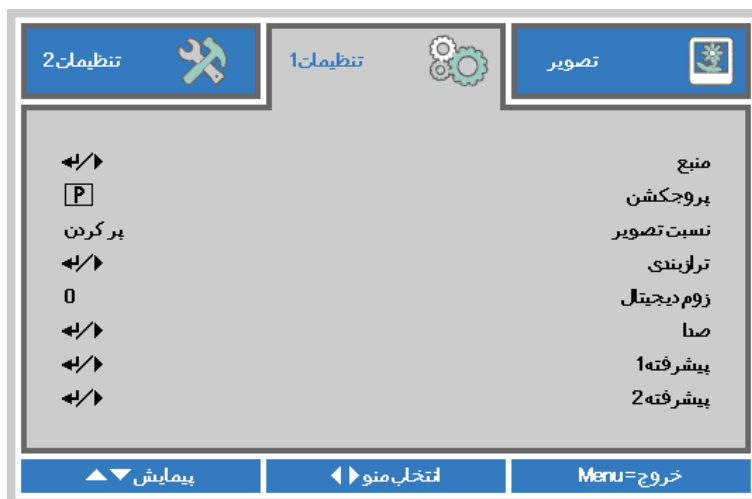 تصویر
تنظیمات1
تنظیمات2
منبع
پروجکشن P
نسبت تصویر پر کردن
ترازبندی
زوم دیجیتال 0
صدا
پیشرفته1
پیشرفته2
خروج=Menu
انتخاب منو
پیمایش